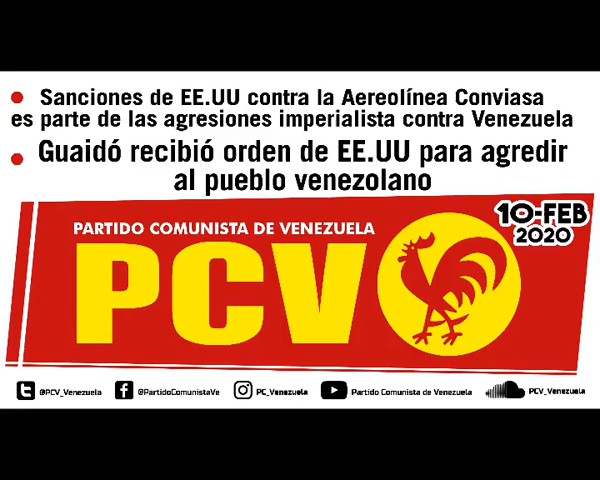 Sanciones de EE.UU contra la Aereolínea Conviasa
es parte de las agresiones imperialista contra Venezuela
Guaidó recibió orden de EE.UU para agredir
al pueblo venezolano
10-FEB
2020
PARTIDO COMUNISTA DE VENEZUELA
PCV
@PCV_Venezuela
@PartidoComunistaVe
PC_Venezuela
Partido Comunista de Venezuela
PCV_Venezuela